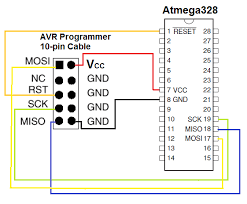 Atmega328
AVR Programmer
10-pin Cable
MOSI
Vcc
NC
GND
RST
GND
SCK
GND
MISO
GND
1 RESET 28
2 27
3 26
4 25
5 24
6 23
7 VCC 22
8 GND 21
9 20
10 SCK 19
11 MISO 18
12 MOSI 17
13 16
14 15